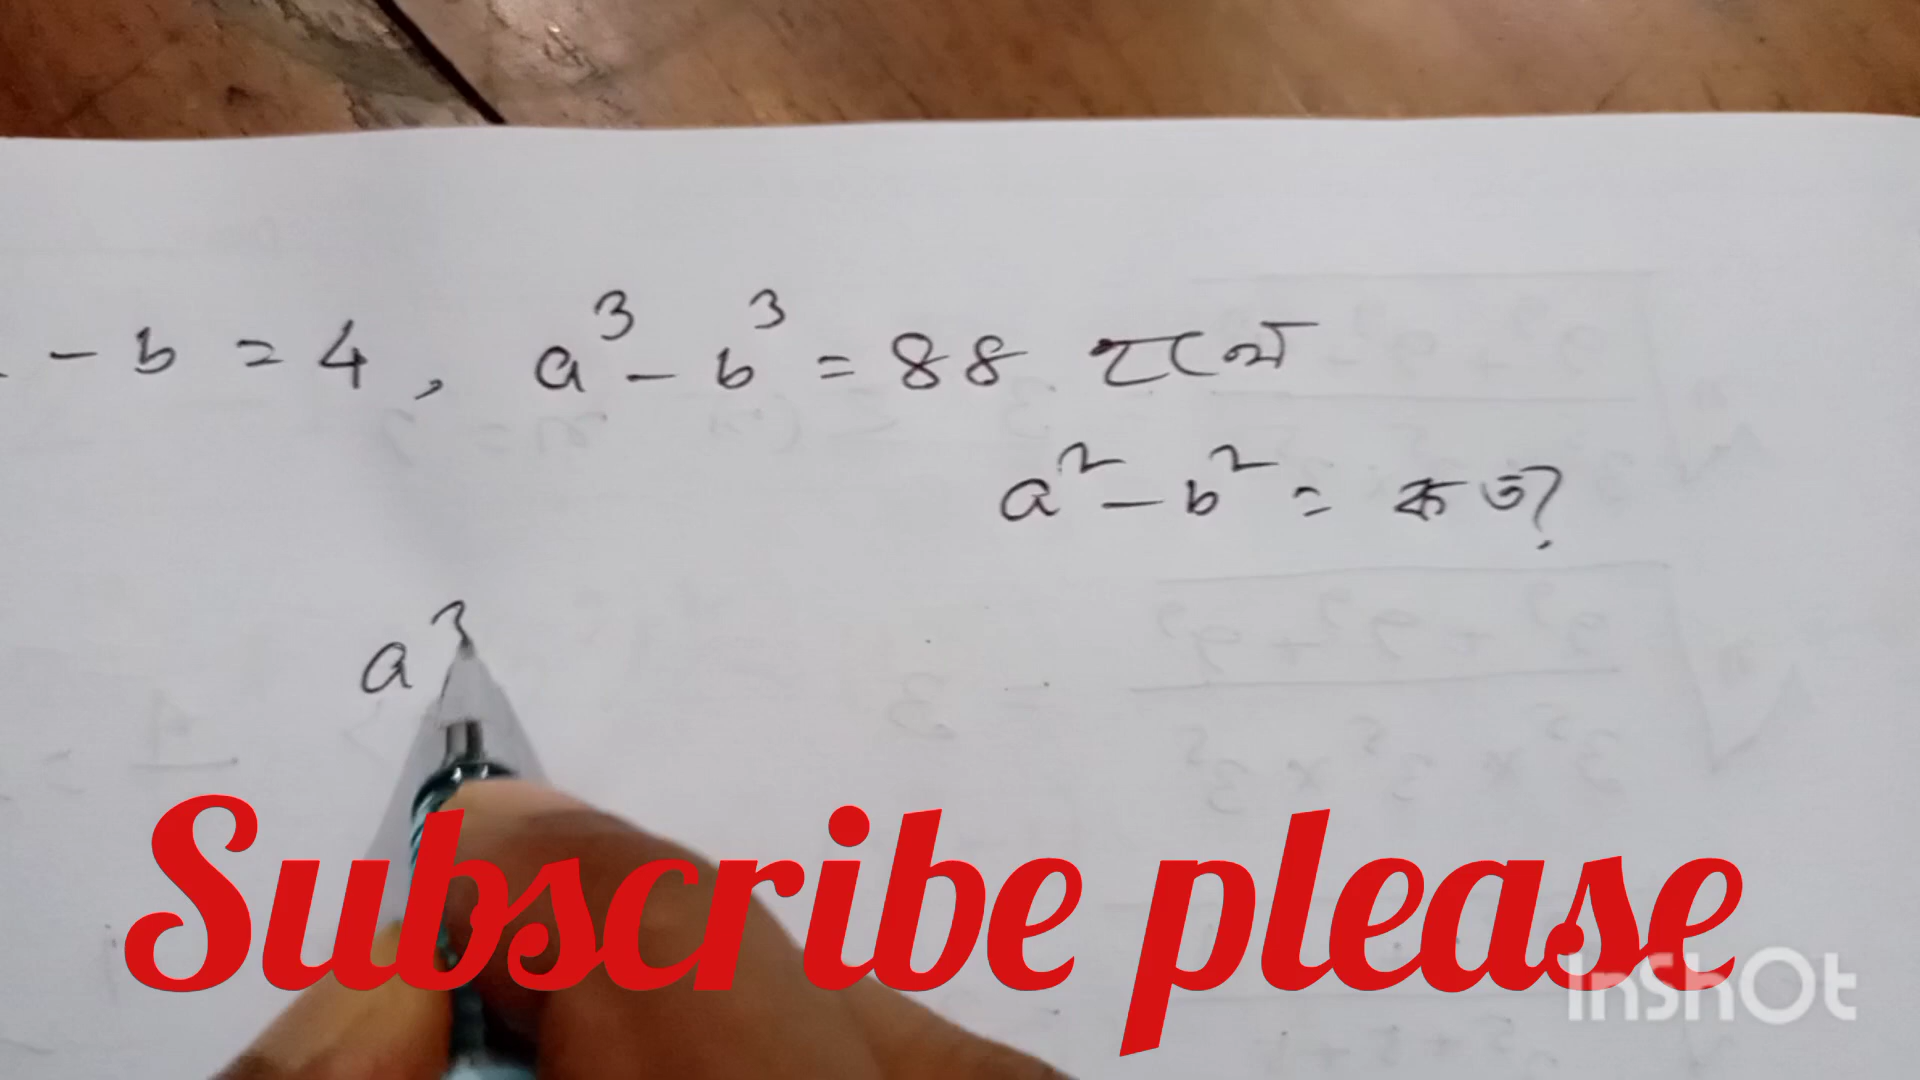 - b = 4, a³ - b³ = 88 হলে
a² - b² = কত?
a³
Subscribe please
InShOt